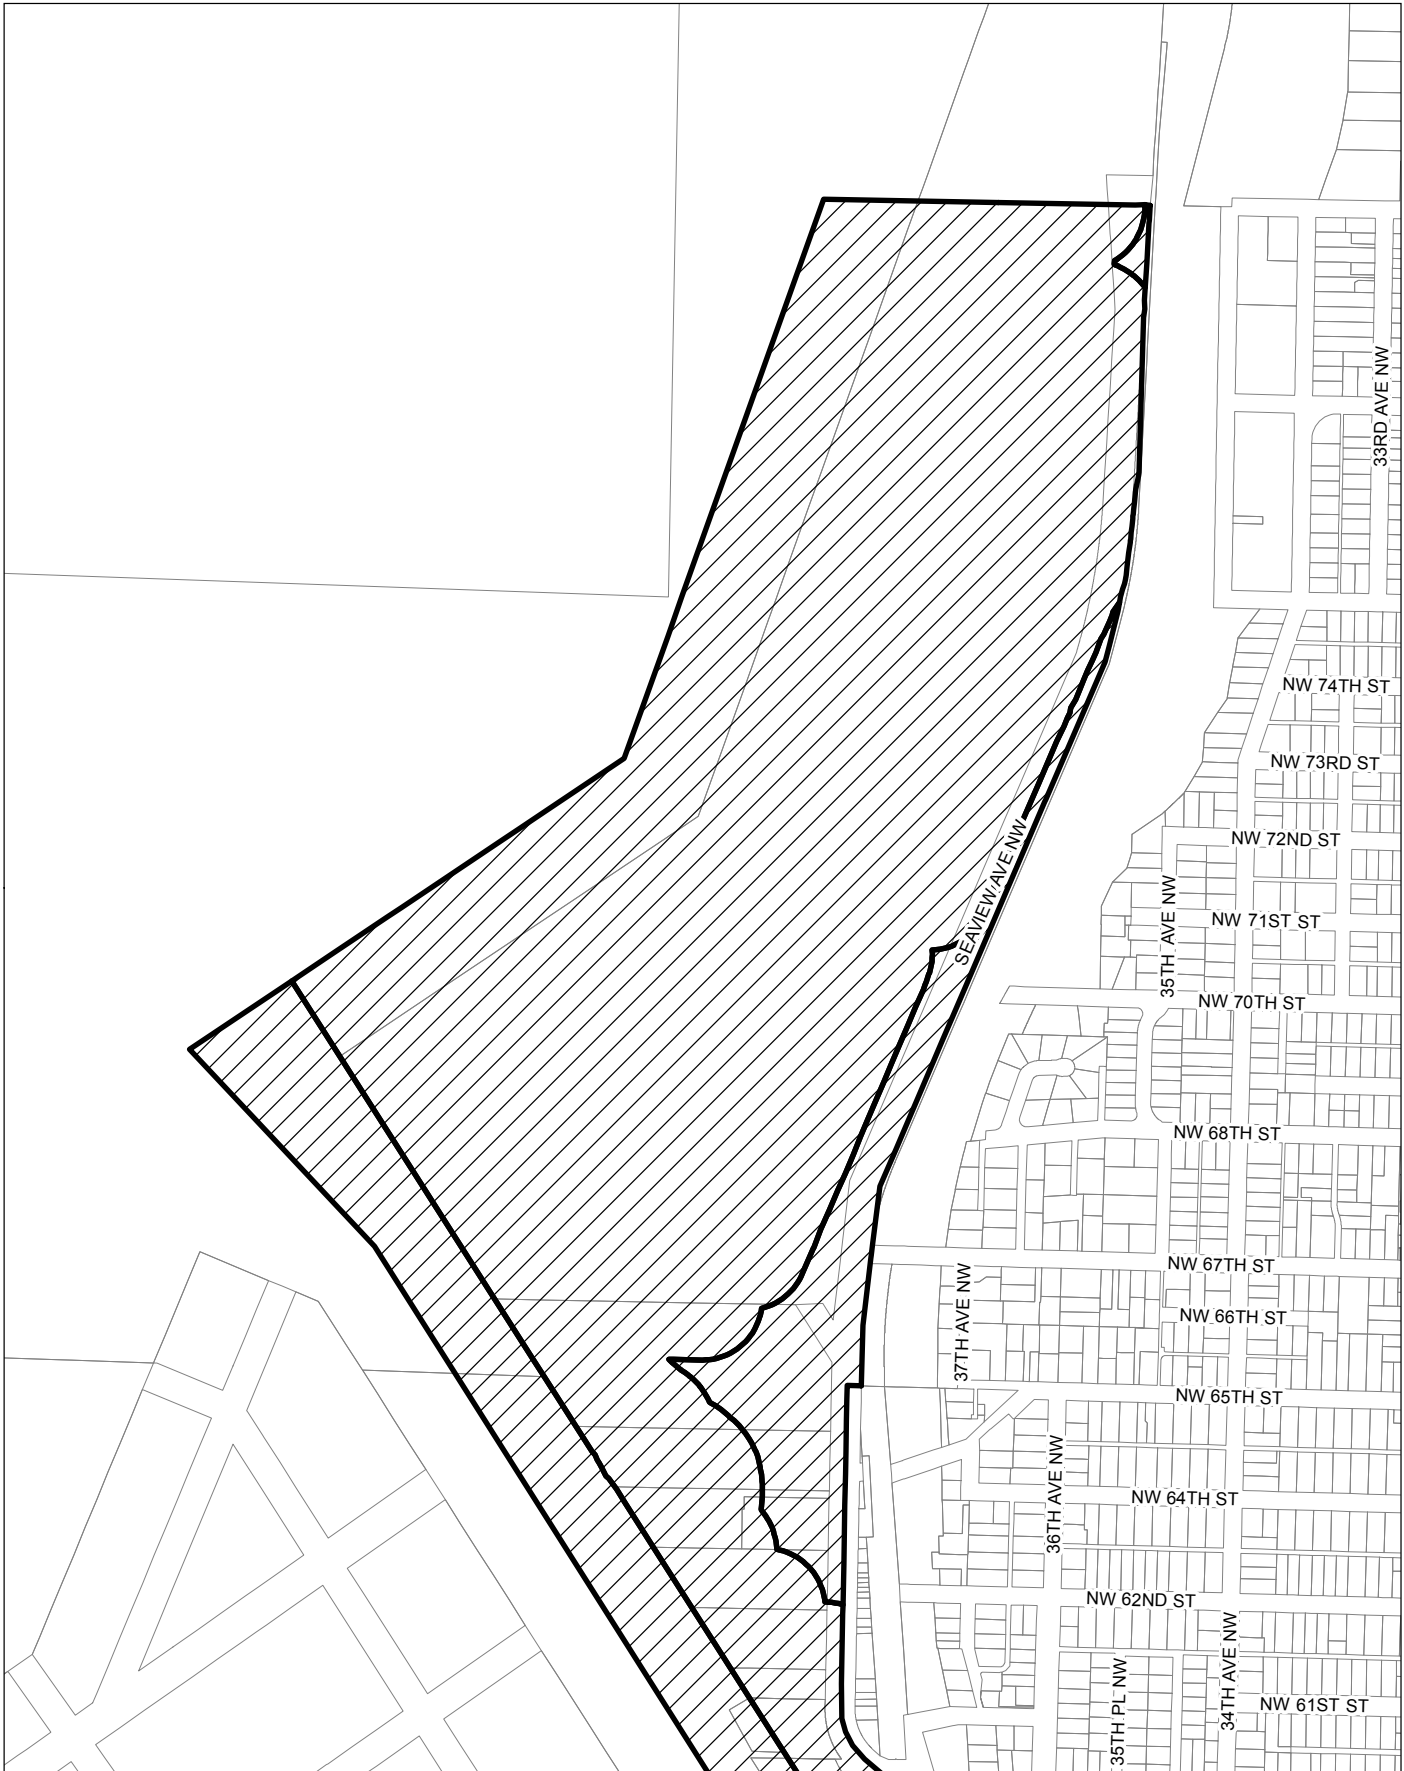 33RD AVE NW
NW 74TH ST
NW 73RD ST
NW 72ND ST
SEAVIEW AVE NW
35TH AVE NW
NW 71ST ST
NW 70TH ST
NW 68TH ST
NW 67TH ST
37TH AVE NW
NW 66TH ST
NW 65TH ST
36TH AVE NW
NW 64TH ST
NW 62ND ST
34TH AVE NW
35TH PL NW
NW 61ST ST